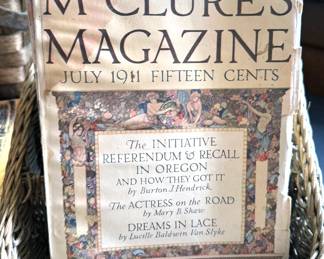 McCLURE'S
MAGAZINE
JULY 1911 FIFTEEN CENTS
The INITIATIVE
REFERENDUM & RECALL
IN OREGON
AND HOW THEY GOT IT
by Burton J. Hendrick
The ACTRESS on the ROAD
by Mary B. Shaw
DREAMS IN LACE
by Lucille Baldwin Van Slyke